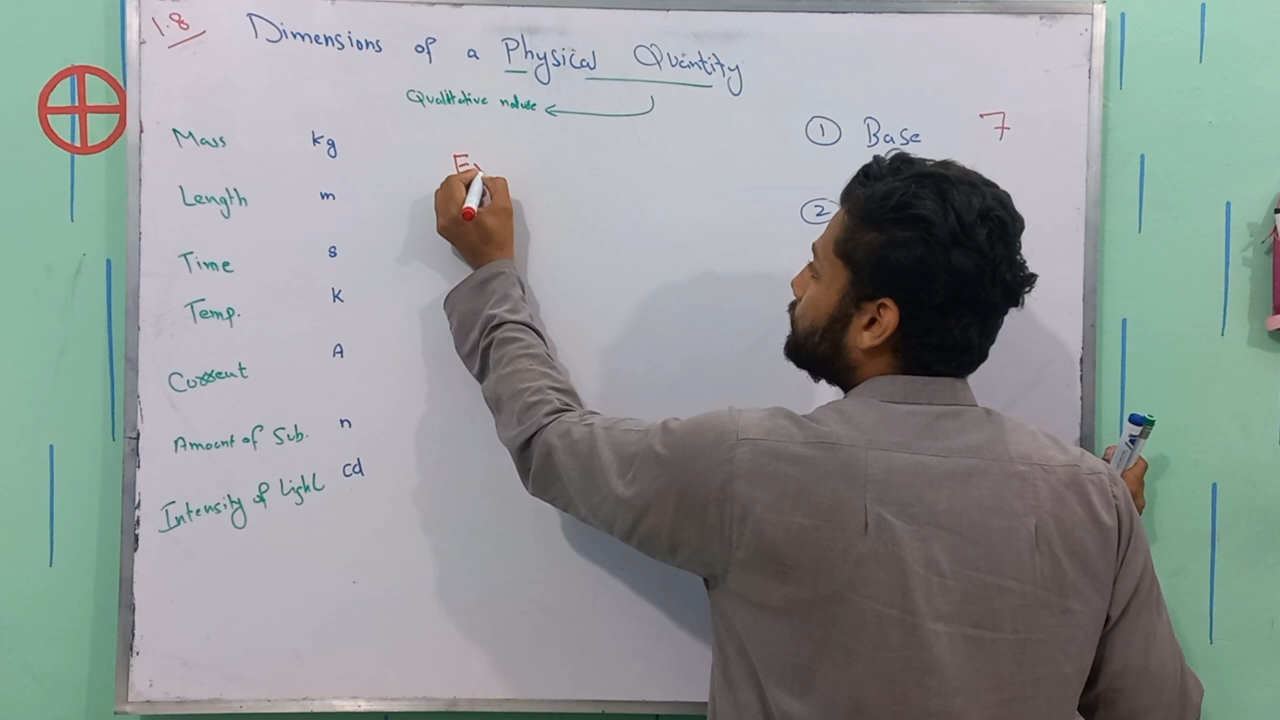 1.8
Dimensions of a Physical Quantity
Qualitative nature
Mass kg
Length m
Time s
Temp. K
Current A
Amount of Sub. n
Intensity of Light cd
① Base 7
②